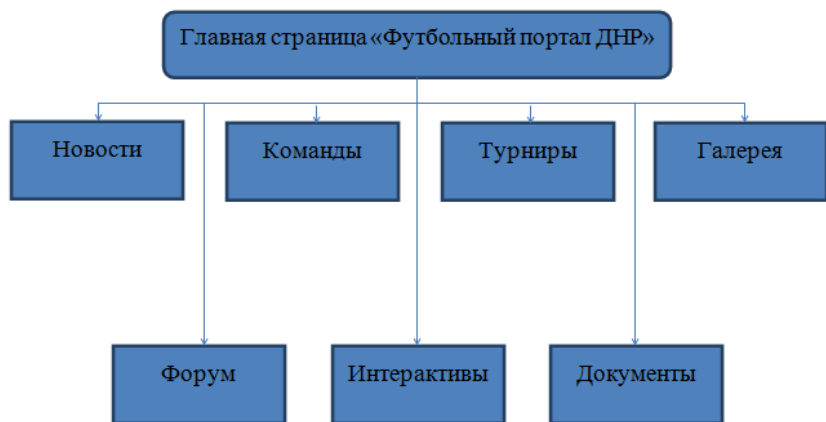 Главная страница «Футбольный портал ДНР»
Новости
Команды
Турниры
Галерея
Форум
Интерактивы
Документы